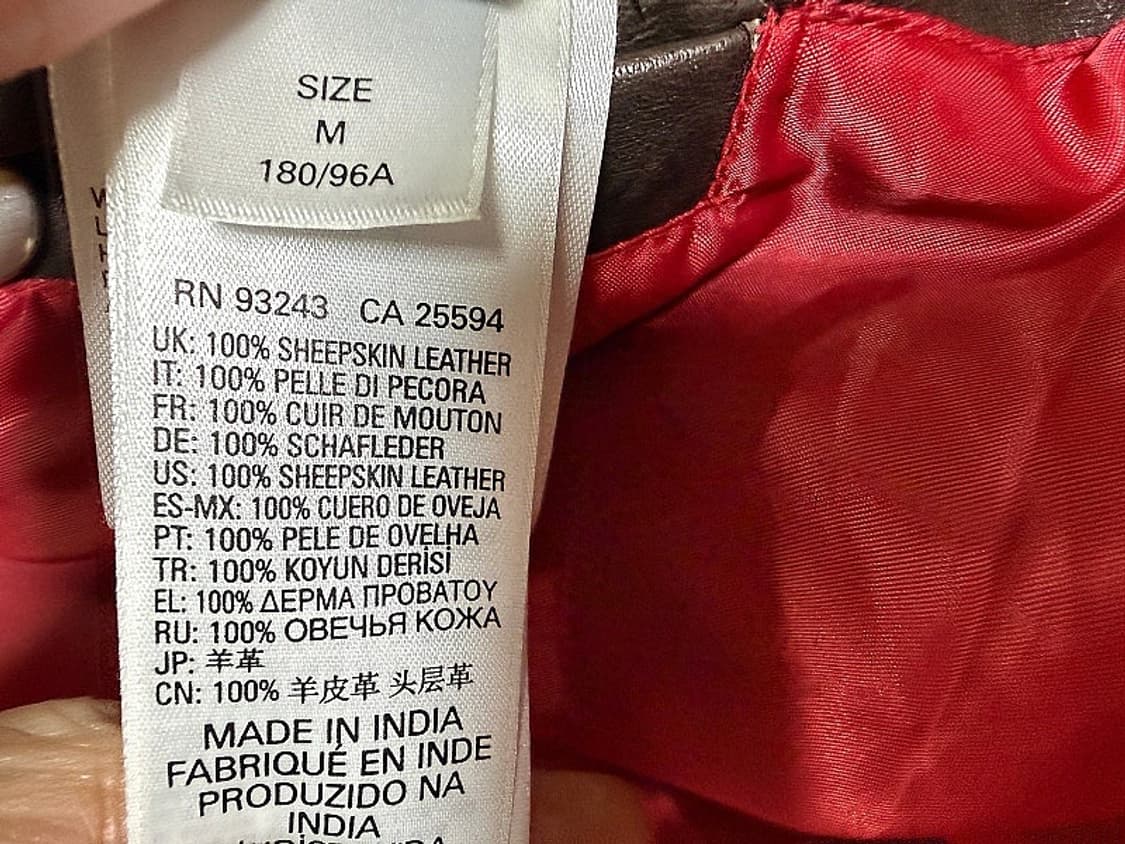 SIZE
M
180/96A
RN 93243 CA 25594
UK: 100% SHEEPSKIN LEATHER
IT: 100% PELLE DI PECORA
FR: 100% CUIR DE MOUTON
DE: 100% SCHAFLEDER
US: 100% SHEEPSKIN LEATHER
ES-MX: 100% CUERO DE OVEJA
PT: 100% PELE DE OVELHA
TR: 100% KOYUN DERİSİ
EL: 100% ΔΕΡΜΑ ΠΡΟΒΑΤΟΥ
RU: 100% ОВЕЧЬЯ КОЖА
JP: 羊革
CN: 100% 羊皮革 头层革
MADE IN INDIA
FABRIQUÉ EN INDE
PRODUZIDO NA
INDIA